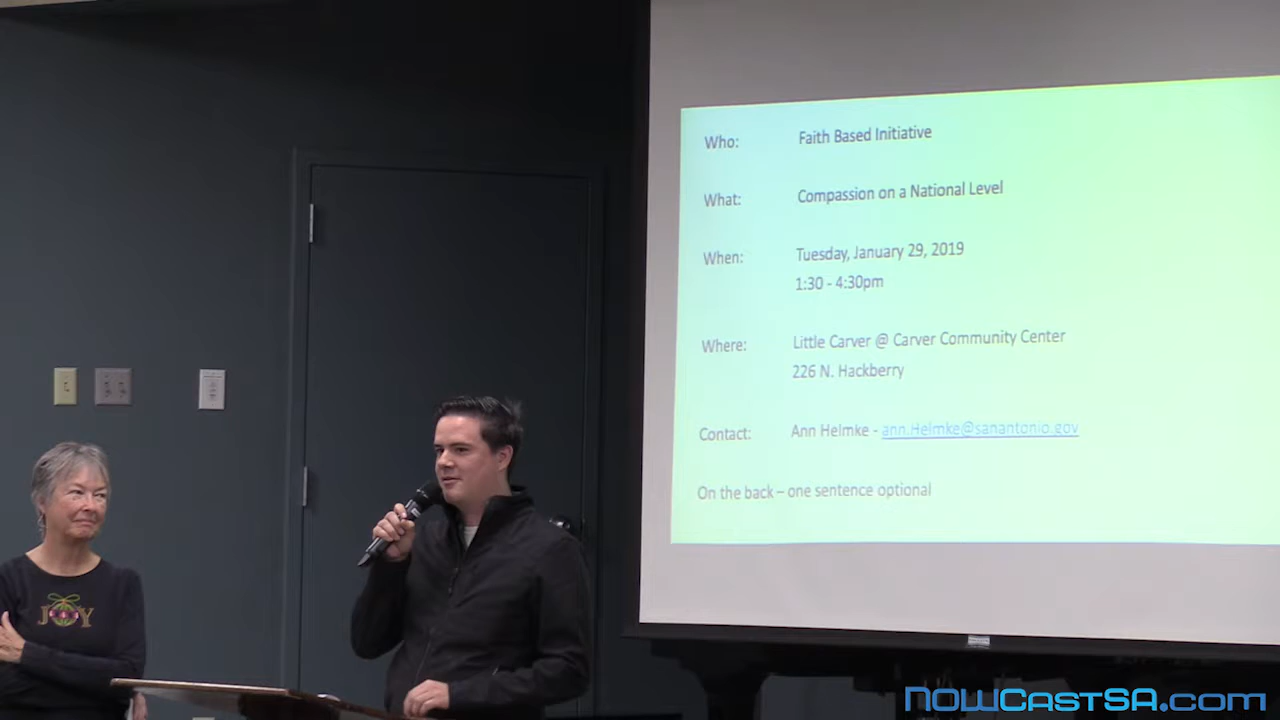 Who: Faith Based Initiative
What: Compassion on a National Level
When: Tuesday, January 29, 2019
1:30 - 4:30pm
Where: Little Carver @ Carver Community Center
226 N. Hackberry
Contact: Ann Helmke - ann.Helmke@sanantonio.gov
On the back – one sentence optional
JOY
NOWCASTSA.com